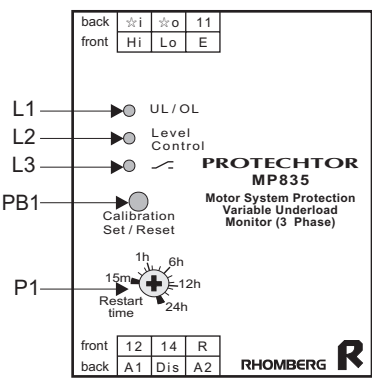 back ☆i ☆o 11
front Hi Lo E
L1 UL / OL
L2 Level
Control
L3
PROTECHTOR
MP835
Motor System Protection
Variable Underload
Monitor (3 Phase)
PB1
Calibration
Set / Reset
1h 6h
15m 12h
24h
P1
Restart
time
front 12 14 R
back A1 Dis A2
RHOMBERG R